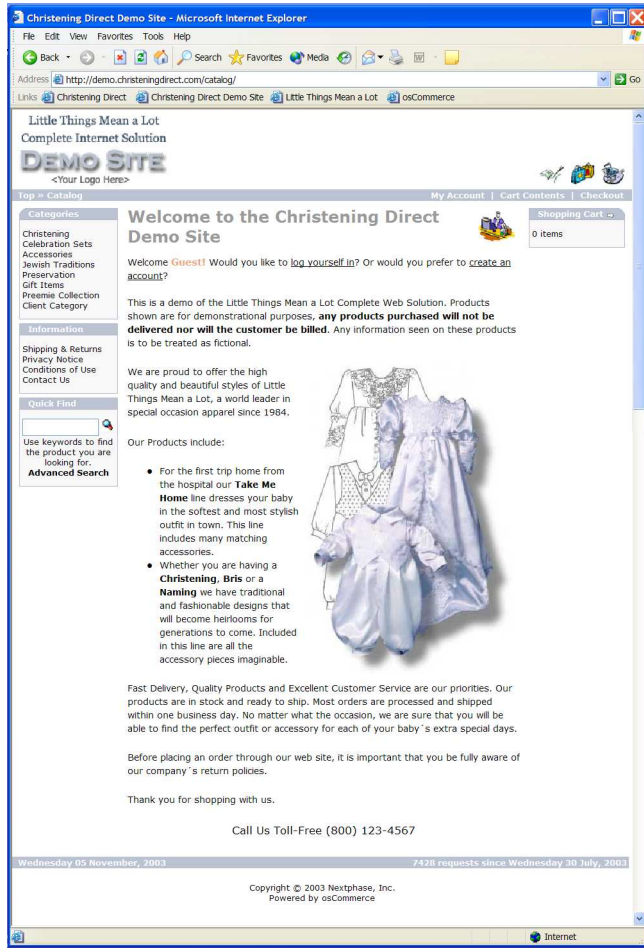 Christening Direct Demo Site - Microsoft Internet Explorer
File Edit View Favorites Tools Help
Back Search Favorites Media
Address http://demo.christeningdirect.com/catalog/ Go
Links Christening Direct Christening Direct Demo Site Little Things Mean a Lot osCommerce
Little Things Mean a Lot
Complete Internet Solution
DEMO SITE
<Your Logo Here>
Top » Catalog My Account | Cart Contents | Checkout
Categories
Christening
Celebration Sets
Accessories
Jewish Traditions
Preservation
Gift Items
Preemie Collection
Client Category
Information
Shipping & Returns
Privacy Notice
Conditions of Use
Contact Us
Quick Find
Use keywords to find
the product you are
looking for.
Advanced Search
Welcome to the Christening Direct
Demo Site
Welcome Guest! Would you like to log yourself in? Or would you prefer to create an
account?
This is a demo of the Little Things Mean a Lot Complete Web Solution. Products
shown are for demonstrational purposes, any products purchased will not be
delivered nor will the customer be billed. Any information seen on these products
is to be treated as fictional.
We are proud to offer the high
quality and beautiful styles of Little
Things Mean a Lot, a world leader in
special occasion apparel since 1984.
Our Products include:
• For the first trip home from
the hospital our Take Me
Home line dresses your baby
in the softest and most stylish
outfit in town. This line
includes many matching
accessories.
• Whether you are having a
Christening, Bris or a
Naming we have traditional
and fashionable designs that
will become heirlooms for
generations to come. Included
in this line are all the
accessory pieces imaginable.
Fast Delivery, Quality Products and Excellent Customer Service are our priorities. Our
products are in stock and ready to ship. Most orders are processed and shipped
within one business day. No matter what the occasion, we are sure that you will be
able to find the perfect outfit or accessory for each of your baby´s extra special days.
Before placing an order through our web site, it is important that you be fully aware of
our company´s return policies.
Thank you for shopping with us.
Call Us Toll-Free (800) 123-4567
Shopping Cart
0 items
Wednesday 05 November, 2003 7428 requests since Wednesday 30 July, 2003
Copyright © 2003 Nextphase, Inc.
Powered by osCommerce
Internet